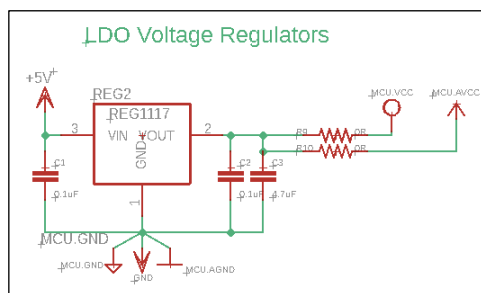 LDO Voltage Regulators
+5V
REG2
REG1117
3 VIN VOUT 2
GND
1
C1
0.1uF
C2
0.1uF
C3
4.7uF
R9 0R
R10 0R
MCU.VCC
MCU.AVCC
MCU.GND
MCU.GND
GND
MCU.AGND